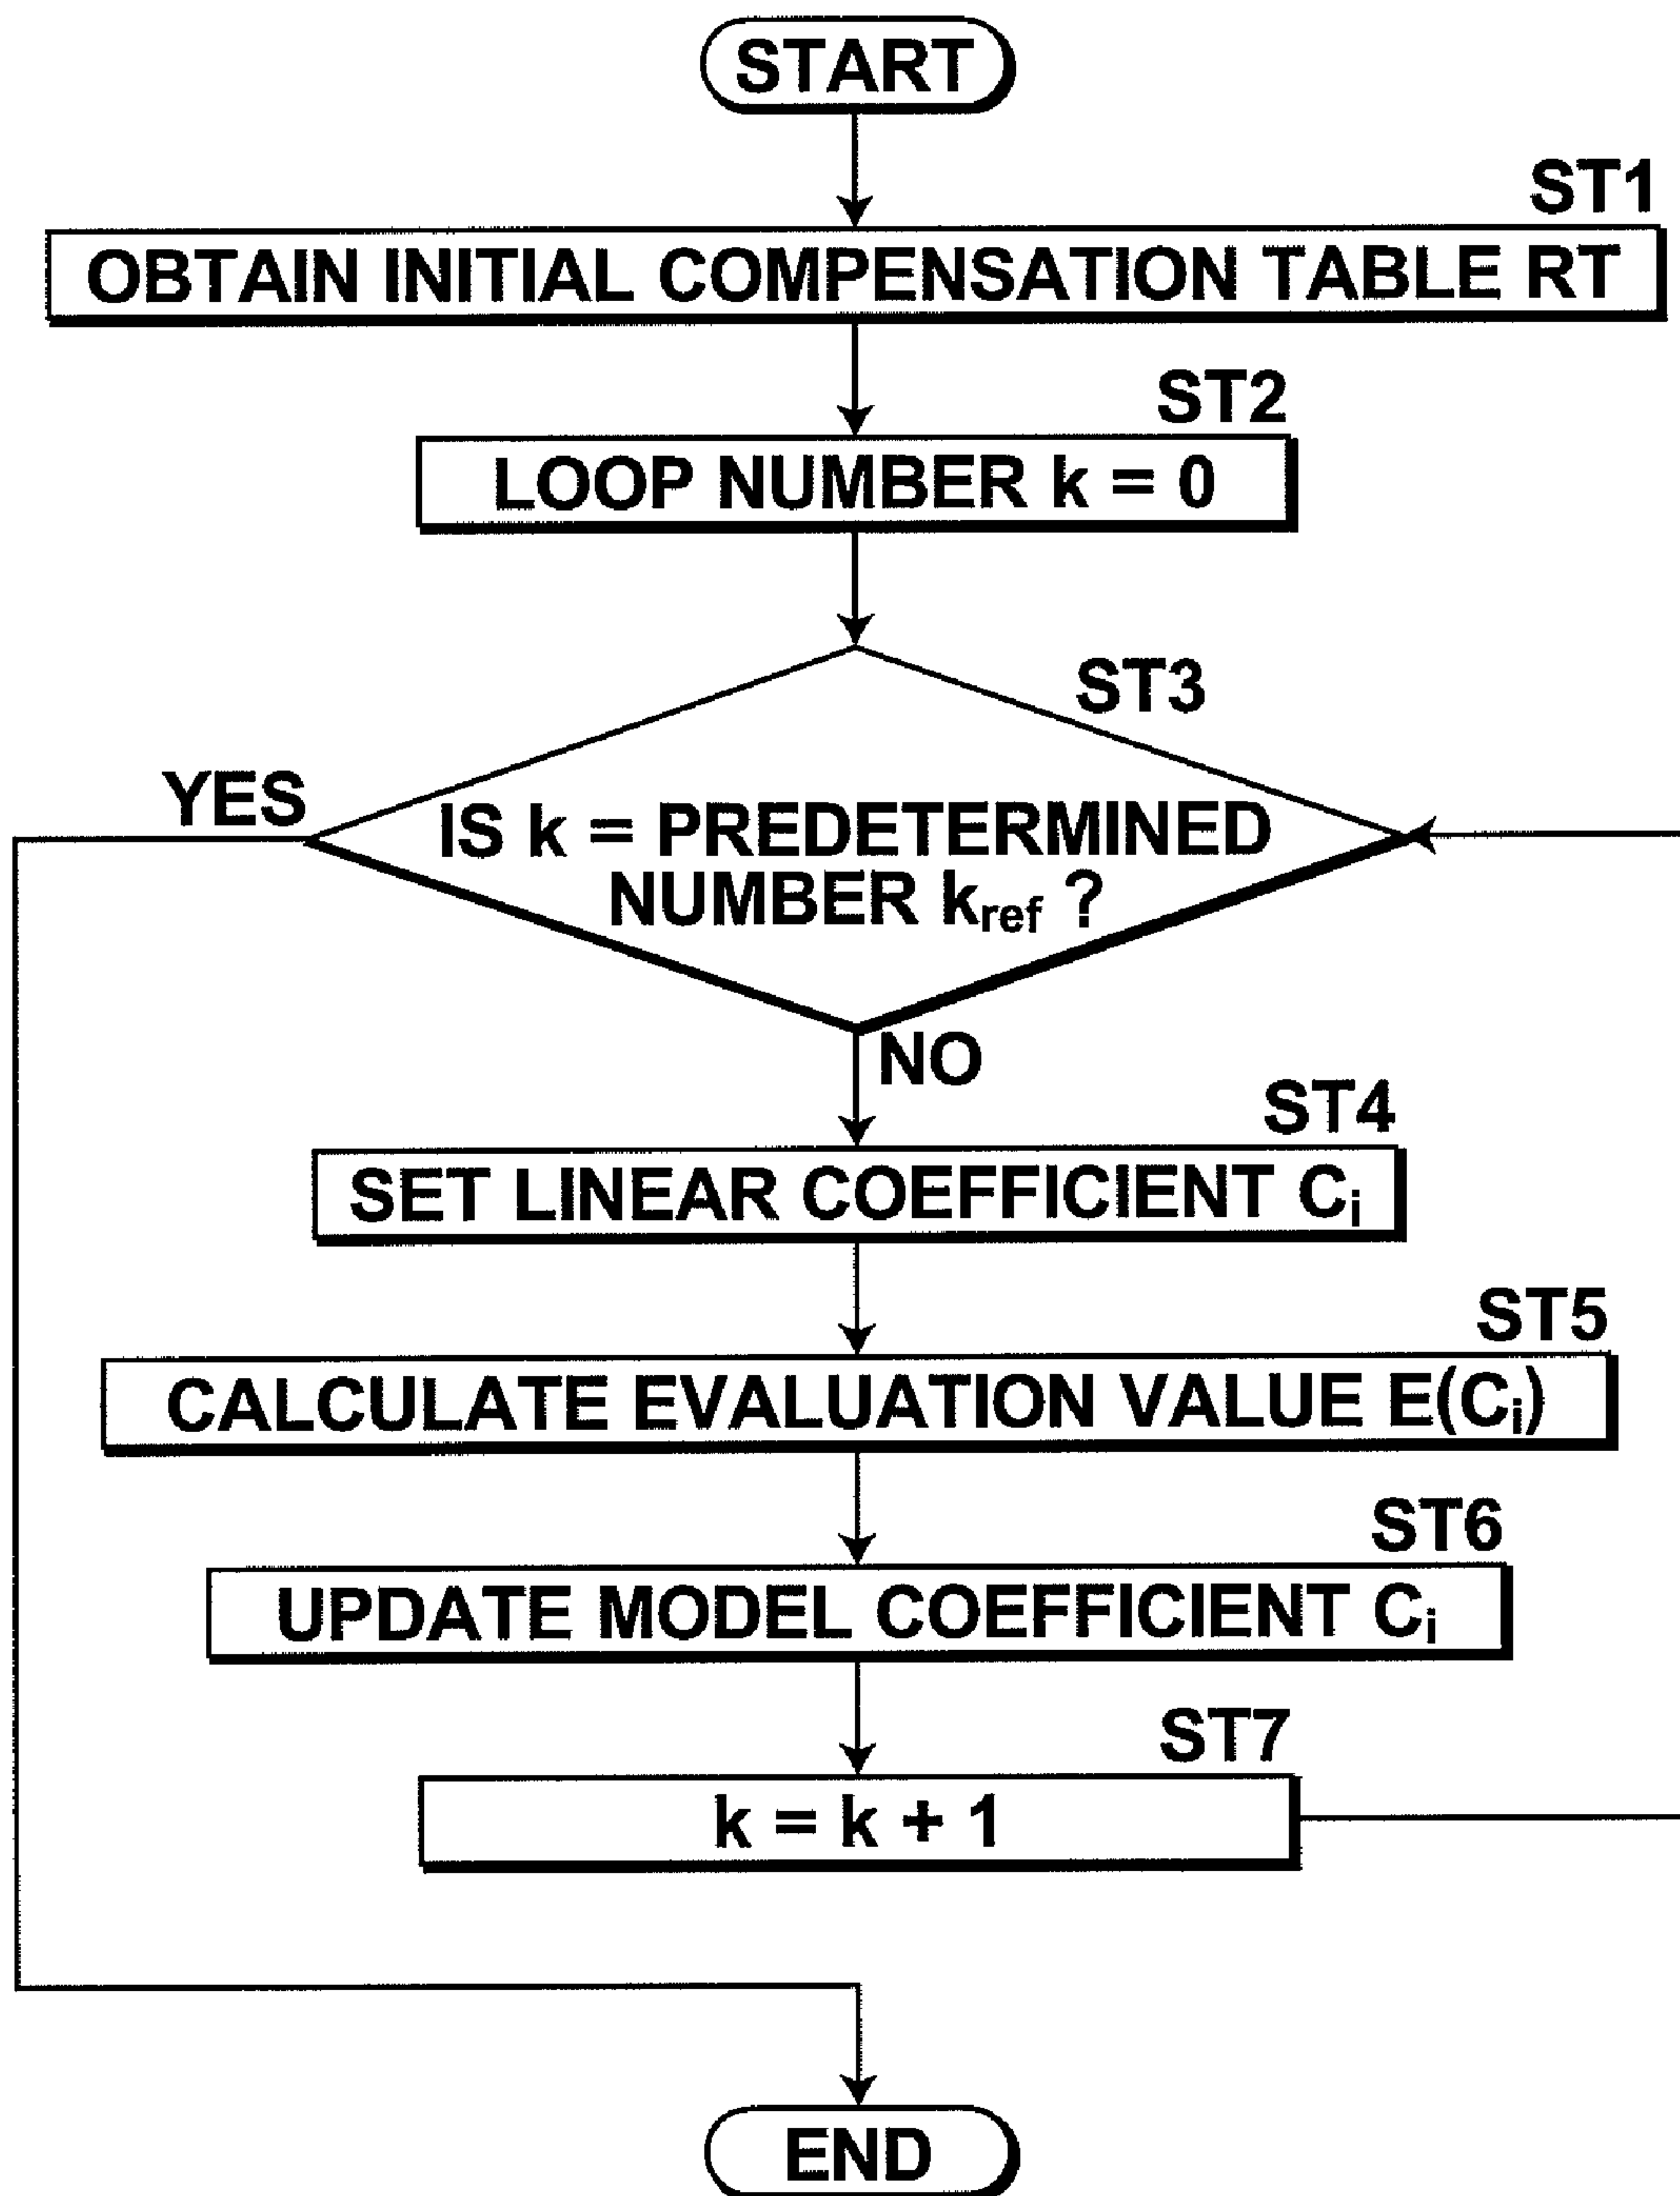 START
ST1
OBTAIN INITIAL COMPENSATION TABLE RT
ST2
LOOP NUMBER k = 0
ST3
YES
IS k = PREDETERMINED
NUMBER kref ?
NO
ST4
SET LINEAR COEFFICIENT Ci
ST5
CALCULATE EVALUATION VALUE E(Ci)
ST6
UPDATE MODEL COEFFICIENT Ci
ST7
k = k + 1
END